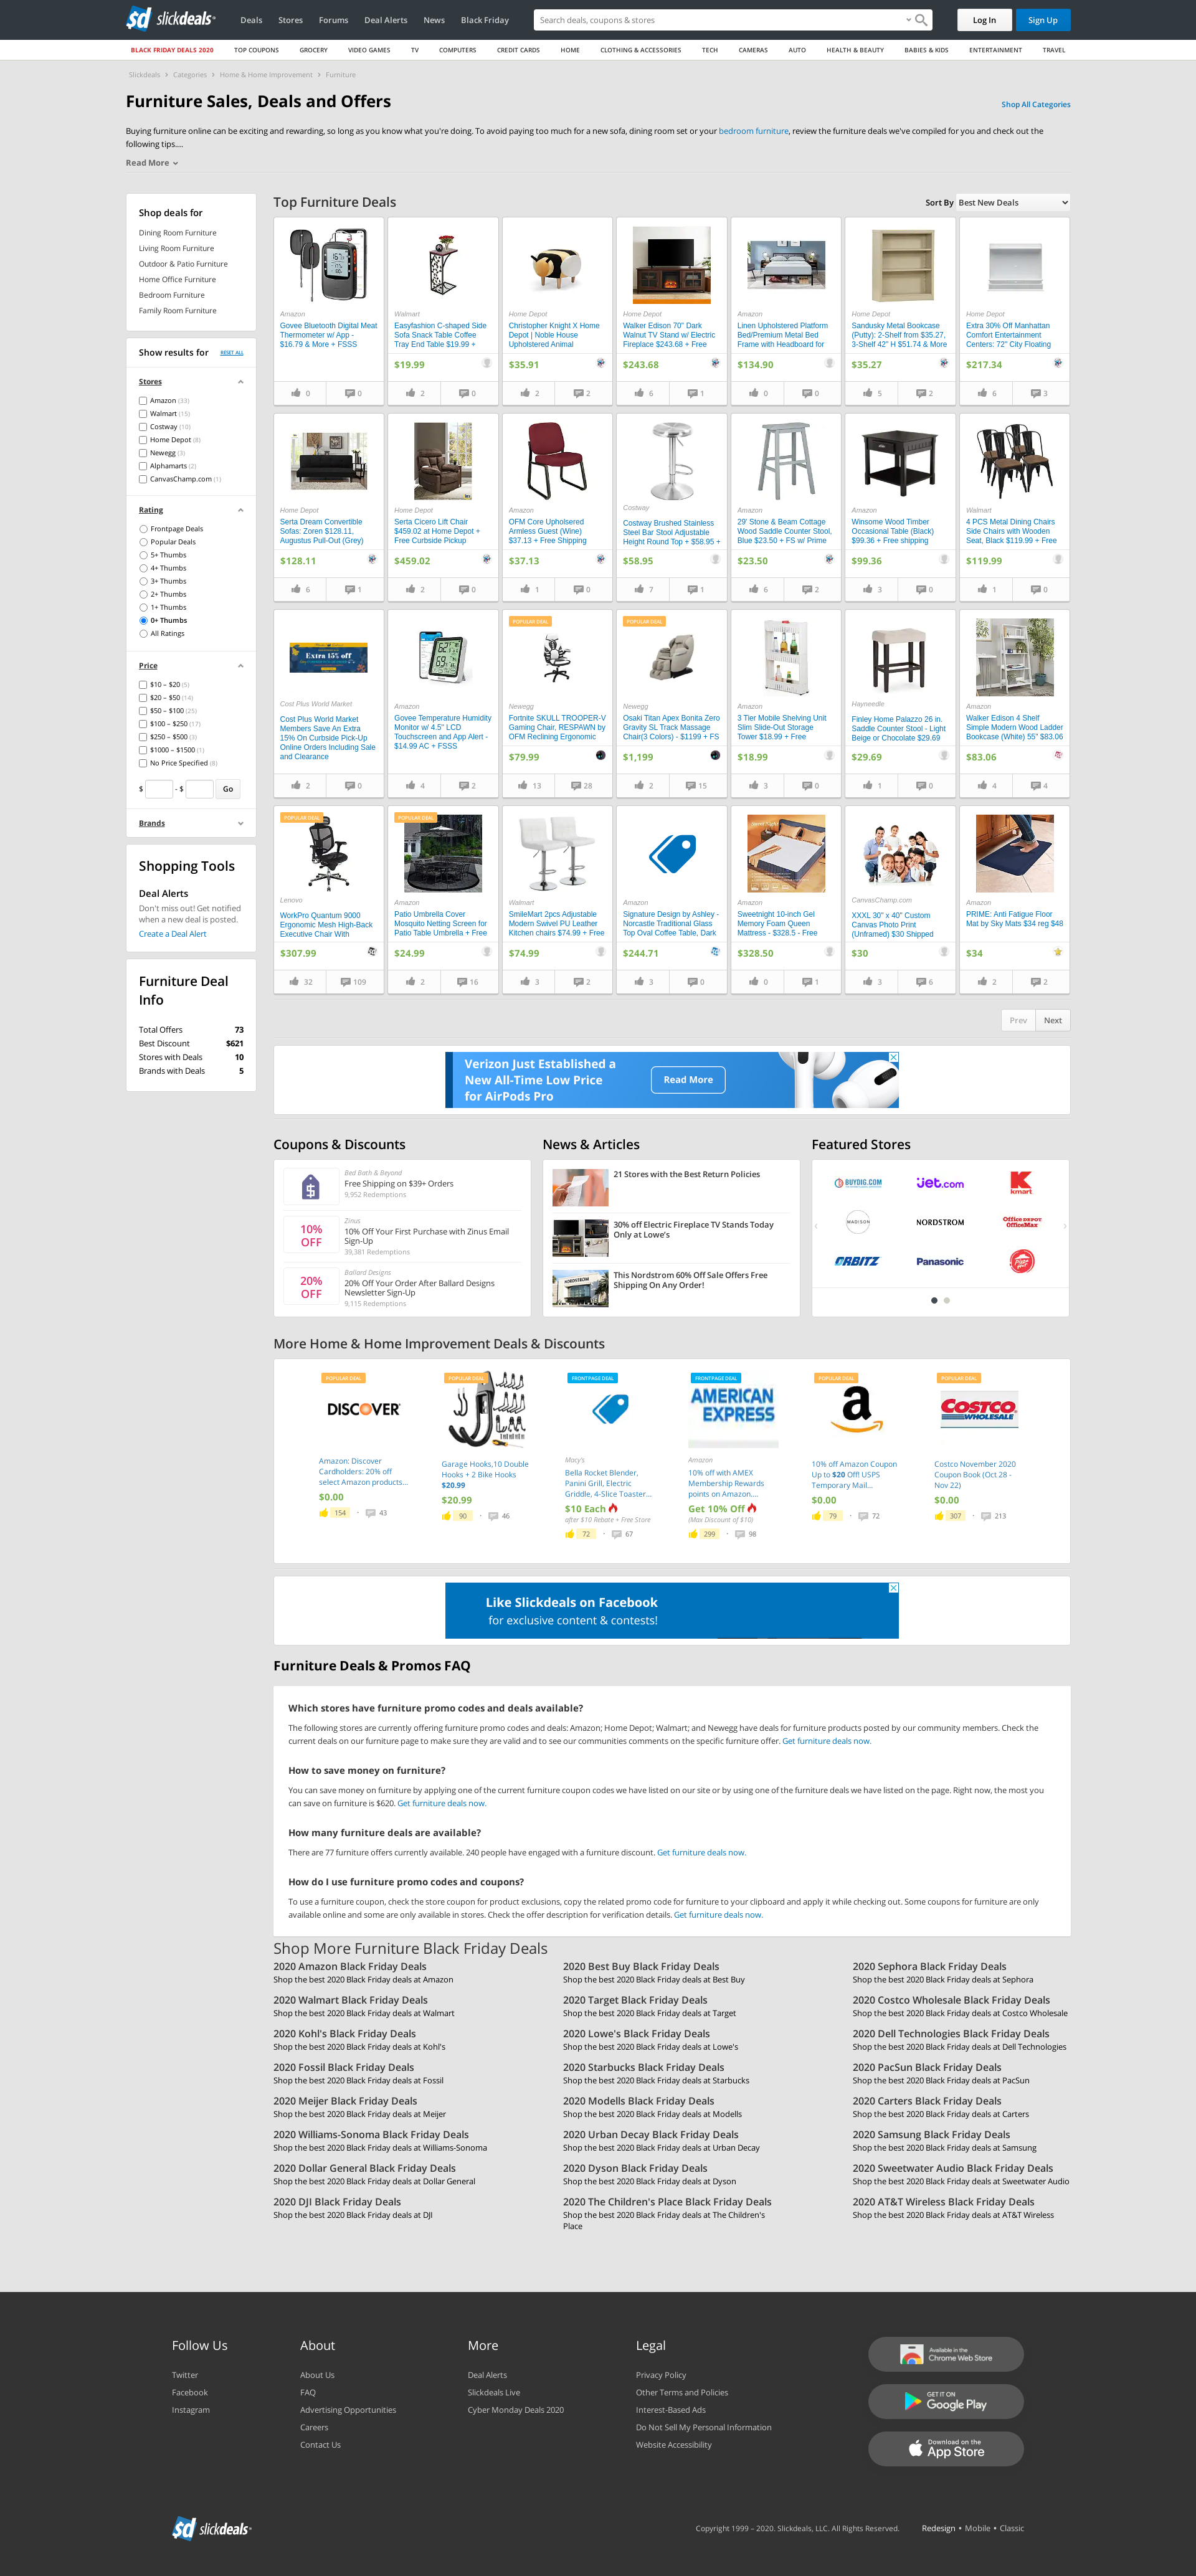 slickdeals
Deals
Stores
Forums
Deal Alerts
News
Black Friday
Search deals, coupons & stores
Log In
Sign Up
BLACK FRIDAY DEALS 2020
TOP COUPONS
GROCERY
VIDEO GAMES
TV
COMPUTERS
CREDIT CARDS
HOME
CLOTHING & ACCESSORIES
TECH
CAMERAS
AUTO
HEALTH & BEAUTY
BABIES & KIDS
ENTERTAINMENT
TRAVEL
Slickdeals > Categories > Home & Home Improvement > Furniture
Furniture Sales, Deals and Offers
Shop All Categories
Buying furniture online can be exciting and rewarding, so long as you know what you're doing. To avoid paying too much for a new sofa, dining room set or your bedroom furniture, review the furniture deals we've compiled for you and check out the
following tips....
Read More
Shop deals for
Dining Room Furniture
Living Room Furniture
Outdoor & Patio Furniture
Home Office Furniture
Bedroom Furniture
Family Room Furniture
Show results for
RESET ALL
Stores
Amazon (33)
Walmart (15)
Costway (10)
Home Depot (8)
Newegg (3)
Alphamarts (2)
CanvasChamp.com (1)
Rating
Frontpage Deals
Popular Deals
5+ Thumbs
4+ Thumbs
3+ Thumbs
2+ Thumbs
1+ Thumbs
0+ Thumbs
All Ratings
Price
$10 – $20 (5)
$20 – $50 (14)
$50 – $100 (25)
$100 – $250 (17)
$250 – $500 (3)
$1000 – $1500 (1)
No Price Specified (8)
$ - $ Go
Brands
Shopping Tools
Deal Alerts
Don't miss out! Get notified
when a new deal is posted.
Create a Deal Alert
Furniture Deal
Info
Total Offers 73
Best Discount $621
Stores with Deals 10
Brands with Deals 5
Top Furniture Deals
Sort By Best New Deals
Amazon
Govee Bluetooth Digital Meat
Thermometer w/ App -
$16.79 & More + FSSS
0 0
Walmart
Easyfashion C-shaped Side
Sofa Snack Table Coffee
Tray End Table $19.99 +
$19.99
2 0
Home Depot
Christopher Knight X Home
Depot | Noble House
Upholstered Animal
$35.91
2 2
Home Depot
Walker Edison 70" Dark
Walnut TV Stand w/ Electric
Fireplace $243.68 + Free
$243.68
6 1
Amazon
Linen Upholstered Platform
Bed/Premium Metal Bed
Frame with Headboard for
$134.90
0 0
Home Depot
Sandusky Metal Bookcase
(Putty): 2-Shelf from $35.27,
3-Shelf 42" H $51.74 & More
$35.27
5 2
Home Depot
Extra 30% Off Manhattan
Comfort Entertainment
Centers: 72" City Floating
$217.34
6 3
Home Depot
Serta Dream Convertible
Sofas: Zoren $128.11,
Augustus Pull-Out (Grey)
$128.11
6 1
Home Depot
Serta Cicero Lift Chair
$459.02 at Home Depot +
Free Curbside Pickup
$459.02
2 0
Amazon
OFM Core Upholsered
Armless Guest (Wine)
$37.13 + Free Shipping
$37.13
1 0
Costway
Costway Brushed Stainless
Steel Bar Stool Adjustable
Height Round Top + $58.95 +
$58.95
7 1
Amazon
29' Stone & Beam Cottage
Wood Saddle Counter Stool,
Blue $23.50 + FS w/ Prime
$23.50
6 2
Amazon
Winsome Wood Timber
Occasional Table (Black)
$99.36 + Free shipping
$99.36
3 0
Walmart
4 PCS Metal Dining Chairs
Side Chairs with Wooden
Seat, Black $119.99 + Free
$119.99
1 0
Extra 15% off
Cost Plus World Market
Cost Plus World Market
Members Save An Extra
15% On Curbside Pick-Up
Online Orders Including Sale
and Clearance
2 0
Amazon
Govee Temperature Humidity
Monitor w/ 4.5" LCD
Touchscreen and App Alert -
$14.99 AC + FSSS
4 2
POPULAR DEAL
Newegg
Fortnite SKULL TROOPER-V
Gaming Chair, RESPAWN by
OFM Reclining Ergonomic
$79.99
13 28
POPULAR DEAL
Newegg
Osaki Titan Apex Bonita Zero
Gravity SL Track Massage
Chair(3 Colors) - $1199 + FS
$1,199
2 15
Amazon
3 Tier Mobile Shelving Unit
Slim Slide-Out Storage
Tower $18.99 + Free
$18.99
3 0
Hayneedle
Finley Home Palazzo 26 in.
Saddle Counter Stool - Light
Beige or Chocolate $29.69
$29.69
1 0
Amazon
Walker Edison 4 Shelf
Simple Modern Wood Ladder
Bookcase (White) 55" $83.06
$83.06
4 4
POPULAR DEAL
Lenovo
WorkPro Quantum 9000
Ergonomic Mesh High-Back
Executive Chair With
$307.99
32 109
POPULAR DEAL
Amazon
Patio Umbrella Cover
Mosquito Netting Screen for
Patio Table Umbrella + Free
$24.99
2 16
Walmart
SmileMart 2pcs Adjustable
Modern Swivel PU Leather
Kitchen chairs $74.99 + Free
$74.99
3 2
Amazon
Signature Design by Ashley -
Norcastle Traditional Glass
Top Oval Coffee Table, Dark
$244.71
3 0
Amazon
Sweetnight 10-inch Gel
Memory Foam Queen
Mattress - $328.5 - Free
$328.50
0 1
CanvasChamp.com
XXXL 30" x 40" Custom
Canvas Photo Print
(Unframed) $30 Shipped
$30
3 6
Amazon
PRIME: Anti Fatigue Floor
Mat by Sky Mats $34 reg $48
$34
2 2
Prev Next
Verizon Just Established a
New All-Time Low Price
for AirPods Pro
Read More
Coupons & Discounts
Bed Bath & Beyond
Free Shipping on $39+ Orders
9,952 Redemptions
10%
OFF
Zinus
10% Off Your First Purchase with Zinus Email
Sign-Up
39,381 Redemptions
20%
OFF
Ballard Designs
20% Off Your Order After Ballard Designs
Newsletter Sign-Up
9,115 Redemptions
News & Articles
21 Stores with the Best Return Policies
30% off Electric Fireplace TV Stands Today
Only at Lowe's
This Nordstrom 60% Off Sale Offers Free
Shipping On Any Order!
Featured Stores
BUYDIG.COM
Jet.com
kmart
MADISON
NORDSTROM
Office DEPOT
OfficeMax
ORBITZ
Panasonic
More Home & Home Improvement Deals & Discounts
POPULAR DEAL
DISCOVER
Amazon: Discover
Cardholders: 20% off
select Amazon products...
$0.00
154 · 43
POPULAR DEAL
Garage Hooks,10 Double
Hooks + 2 Bike Hooks
$20.99
$20.99
90 · 46
FRONTPAGE DEAL
Macy's
Bella Rocket Blender,
Panini Grill, Electric
Griddle, 4-Slice Toaster...
$10 Each
after $10 Rebate + Free Store
72 · 67
FRONTPAGE DEAL
AMERICAN
EXPRESS
Amazon
10% off with AMEX
Membership Rewards
points on Amazon....
Get 10% Off
(Max Discount of $10)
299 · 98
POPULAR DEAL
10% off Amazon Coupon
Up to $20 Off! USPS
Temporary Mail...
$0.00
79 · 72
POPULAR DEAL
COSTCO
WHOLESALE
Costco November 2020
Coupon Book (Oct 28 -
Nov 22)
$0.00
307 · 213
Like Slickdeals on Facebook
for exclusive content & contests!
Furniture Deals & Promos FAQ
Which stores have furniture promo codes and deals available?
The following stores are currently offering furniture promo codes and deals: Amazon; Home Depot; Walmart; and Newegg have deals for furniture products posted by our community members. Check the
current deals on our furniture page to make sure they are valid and to see our communities comments on the specific furniture offer. Get furniture deals now.
How to save money on furniture?
You can save money on furniture by applying one of the current furniture coupon codes we have listed on our site or by using one of the furniture deals we have listed on the page. Right now, the most you
can save on furniture is $620. Get furniture deals now.
How many furniture deals are available?
There are 77 furniture offers currently available. 240 people have engaged with a furniture discount. Get furniture deals now.
How do I use furniture promo codes and coupons?
To use a furniture coupon, check the store coupon for product exclusions, copy the related promo code for furniture to your clipboard and apply it while checking out. Some coupons for furniture are only
available online and some are only available in stores. Check the offer description for verification details. Get furniture deals now.
Shop More Furniture Black Friday Deals
2020 Amazon Black Friday Deals
Shop the best 2020 Black Friday deals at Amazon
2020 Best Buy Black Friday Deals
Shop the best 2020 Black Friday deals at Best Buy
2020 Sephora Black Friday Deals
Shop the best 2020 Black Friday deals at Sephora
2020 Walmart Black Friday Deals
Shop the best 2020 Black Friday deals at Walmart
2020 Target Black Friday Deals
Shop the best 2020 Black Friday deals at Target
2020 Costco Wholesale Black Friday Deals
Shop the best 2020 Black Friday deals at Costco Wholesale
2020 Kohl's Black Friday Deals
Shop the best 2020 Black Friday deals at Kohl's
2020 Lowe's Black Friday Deals
Shop the best 2020 Black Friday deals at Lowe's
2020 Dell Technologies Black Friday Deals
Shop the best 2020 Black Friday deals at Dell Technologies
2020 Fossil Black Friday Deals
Shop the best 2020 Black Friday deals at Fossil
2020 Starbucks Black Friday Deals
Shop the best 2020 Black Friday deals at Starbucks
2020 PacSun Black Friday Deals
Shop the best 2020 Black Friday deals at PacSun
2020 Meijer Black Friday Deals
Shop the best 2020 Black Friday deals at Meijer
2020 Modells Black Friday Deals
Shop the best 2020 Black Friday deals at Modells
2020 Carters Black Friday Deals
Shop the best 2020 Black Friday deals at Carters
2020 Williams-Sonoma Black Friday Deals
Shop the best 2020 Black Friday deals at Williams-Sonoma
2020 Urban Decay Black Friday Deals
Shop the best 2020 Black Friday deals at Urban Decay
2020 Samsung Black Friday Deals
Shop the best 2020 Black Friday deals at Samsung
2020 Dollar General Black Friday Deals
Shop the best 2020 Black Friday deals at Dollar General
2020 Dyson Black Friday Deals
Shop the best 2020 Black Friday deals at Dyson
2020 Sweetwater Audio Black Friday Deals
Shop the best 2020 Black Friday deals at Sweetwater Audio
2020 DJI Black Friday Deals
Shop the best 2020 Black Friday deals at DJI
2020 The Children's Place Black Friday Deals
Shop the best 2020 Black Friday deals at The Children's
Place
2020 AT&T Wireless Black Friday Deals
Shop the best 2020 Black Friday deals at AT&T Wireless
Follow Us
Twitter
Facebook
Instagram
About
About Us
FAQ
Advertising Opportunities
Careers
Contact Us
More
Deal Alerts
Slickdeals Live
Cyber Monday Deals 2020
Legal
Privacy Policy
Other Terms and Policies
Interest-Based Ads
Do Not Sell My Personal Information
Website Accessibility
Available in the
Chrome Web Store
GET IT ON
Google Play
Download on the
App Store
slickdeals
Copyright 1999 – 2020. Slickdeals, LLC. All Rights Reserved.
Redesign • Mobile • Classic